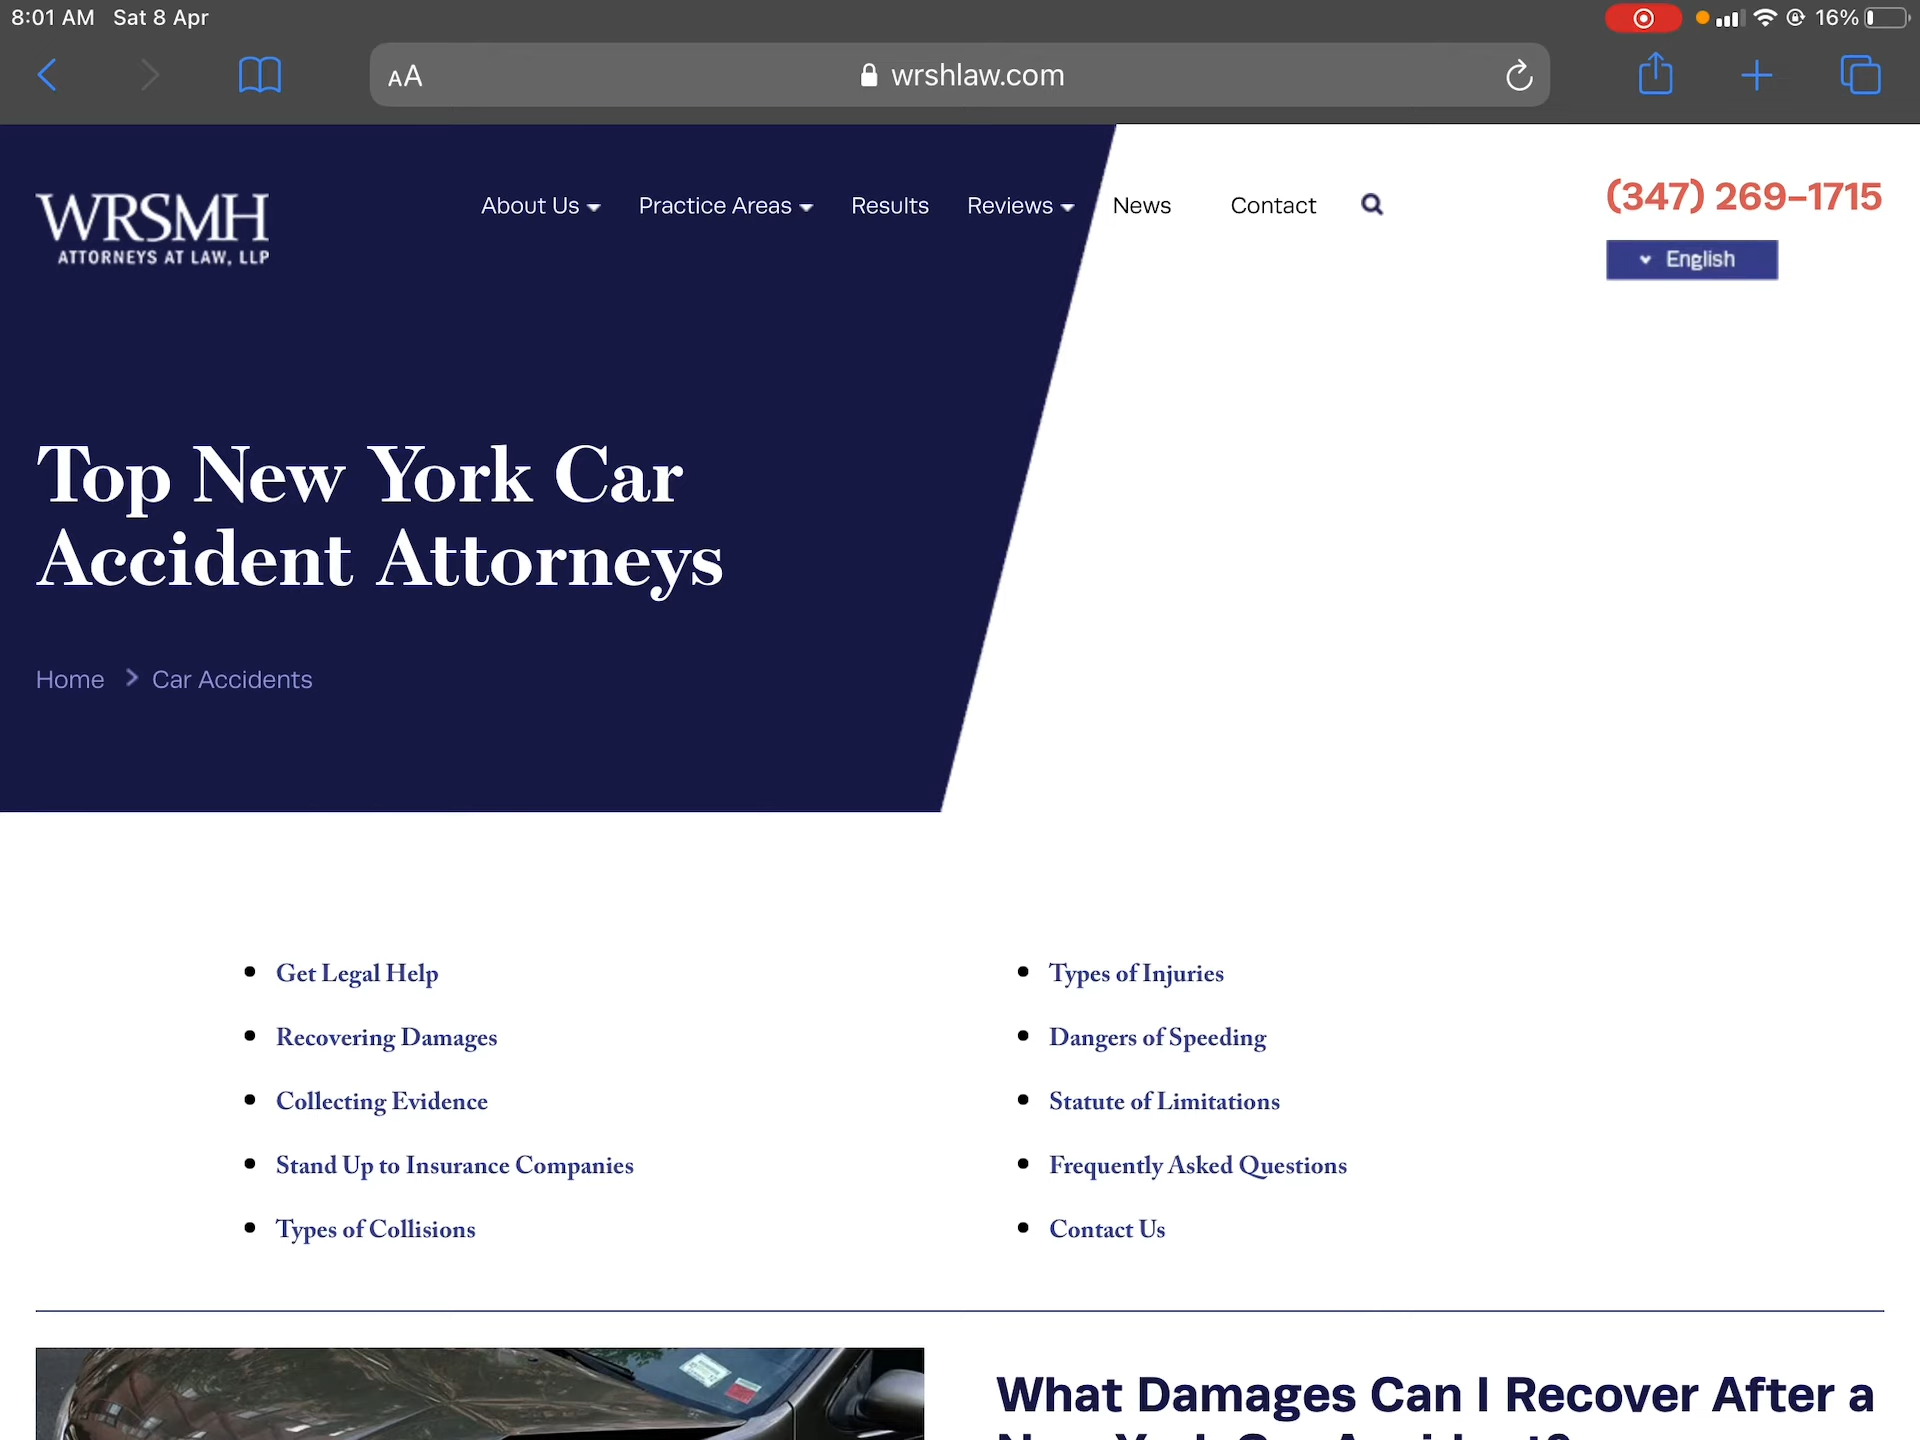 8:01 AM Sat 8 Apr
16%
AA
wrshlaw.com
WRSMH
ATTORNEYS AT LAW, LLP
About Us
Practice Areas
Results
Reviews
News
Contact
(347) 269-1715
English
Top New York Car
Accident Attorneys
Home > Car Accidents
Get Legal Help
Recovering Damages
Collecting Evidence
Stand Up to Insurance Companies
Types of Collisions
Types of Injuries
Dangers of Speeding
Statute of Limitations
Frequently Asked Questions
Contact Us
What Damages Can I Recover After a